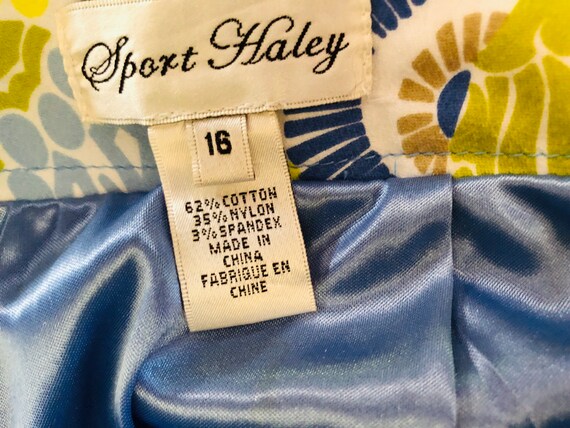 Sport Haley
16
62% COTTON
35% NYLON
3% SPANDEX
MADE IN
CHINA
FABRIQUE EN
CHINE